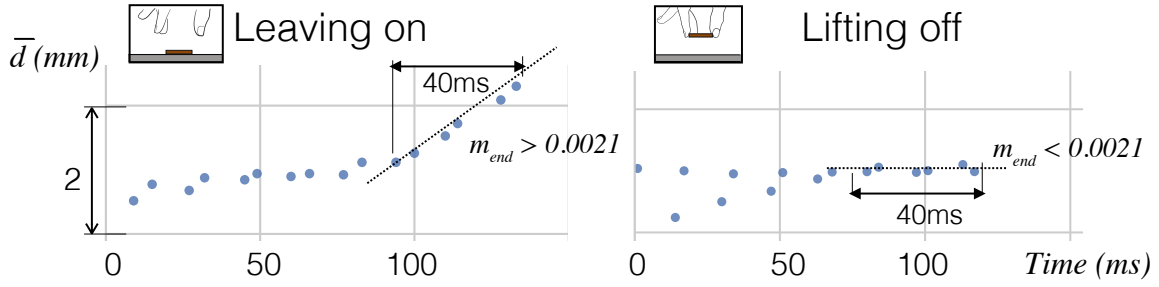 Leaving on
Lifting off
d̅ (mm)
40ms
m_end > 0.0021
m_end < 0.0021
2
40ms
0 50 100
0 50 100 Time (ms)